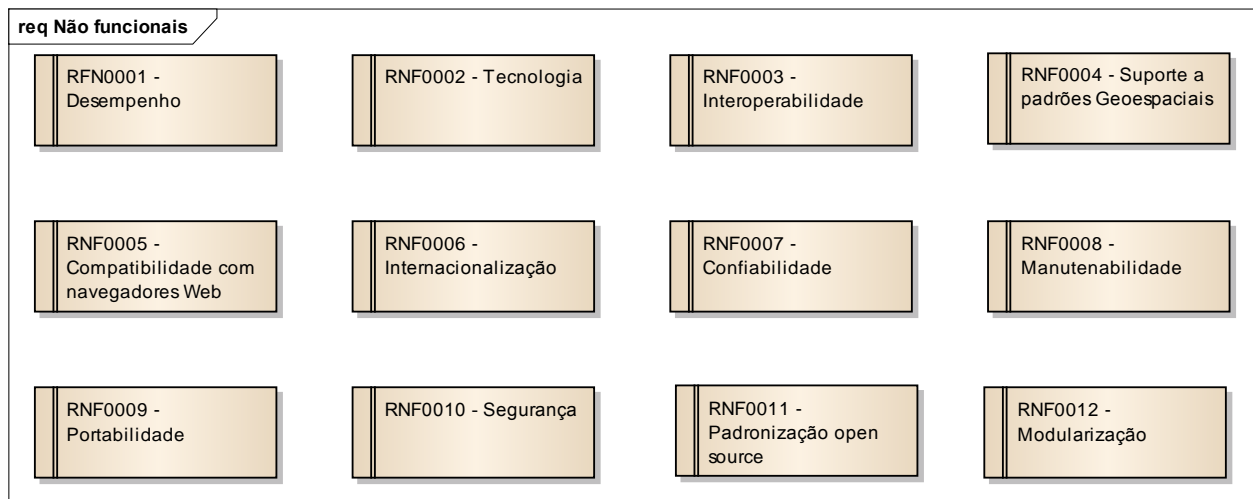 req Não funcionais
RFN0001 -
Desempenho
RNF0002 - Tecnologia
RNF0003 -
Interoperabilidade
RNF0004 - Suporte a
padrões Geoespaciais
RNF0005 -
Compatibilidade com
navegadores Web
RNF0006 -
Internacionalização
RNF0007 -
Confiabilidade
RNF0008 -
Manutenabilidade
RNF0009 -
Portabilidade
RNF0010 - Segurança
RNF0011 -
Padronização open
source
RNF0012 -
Modularização